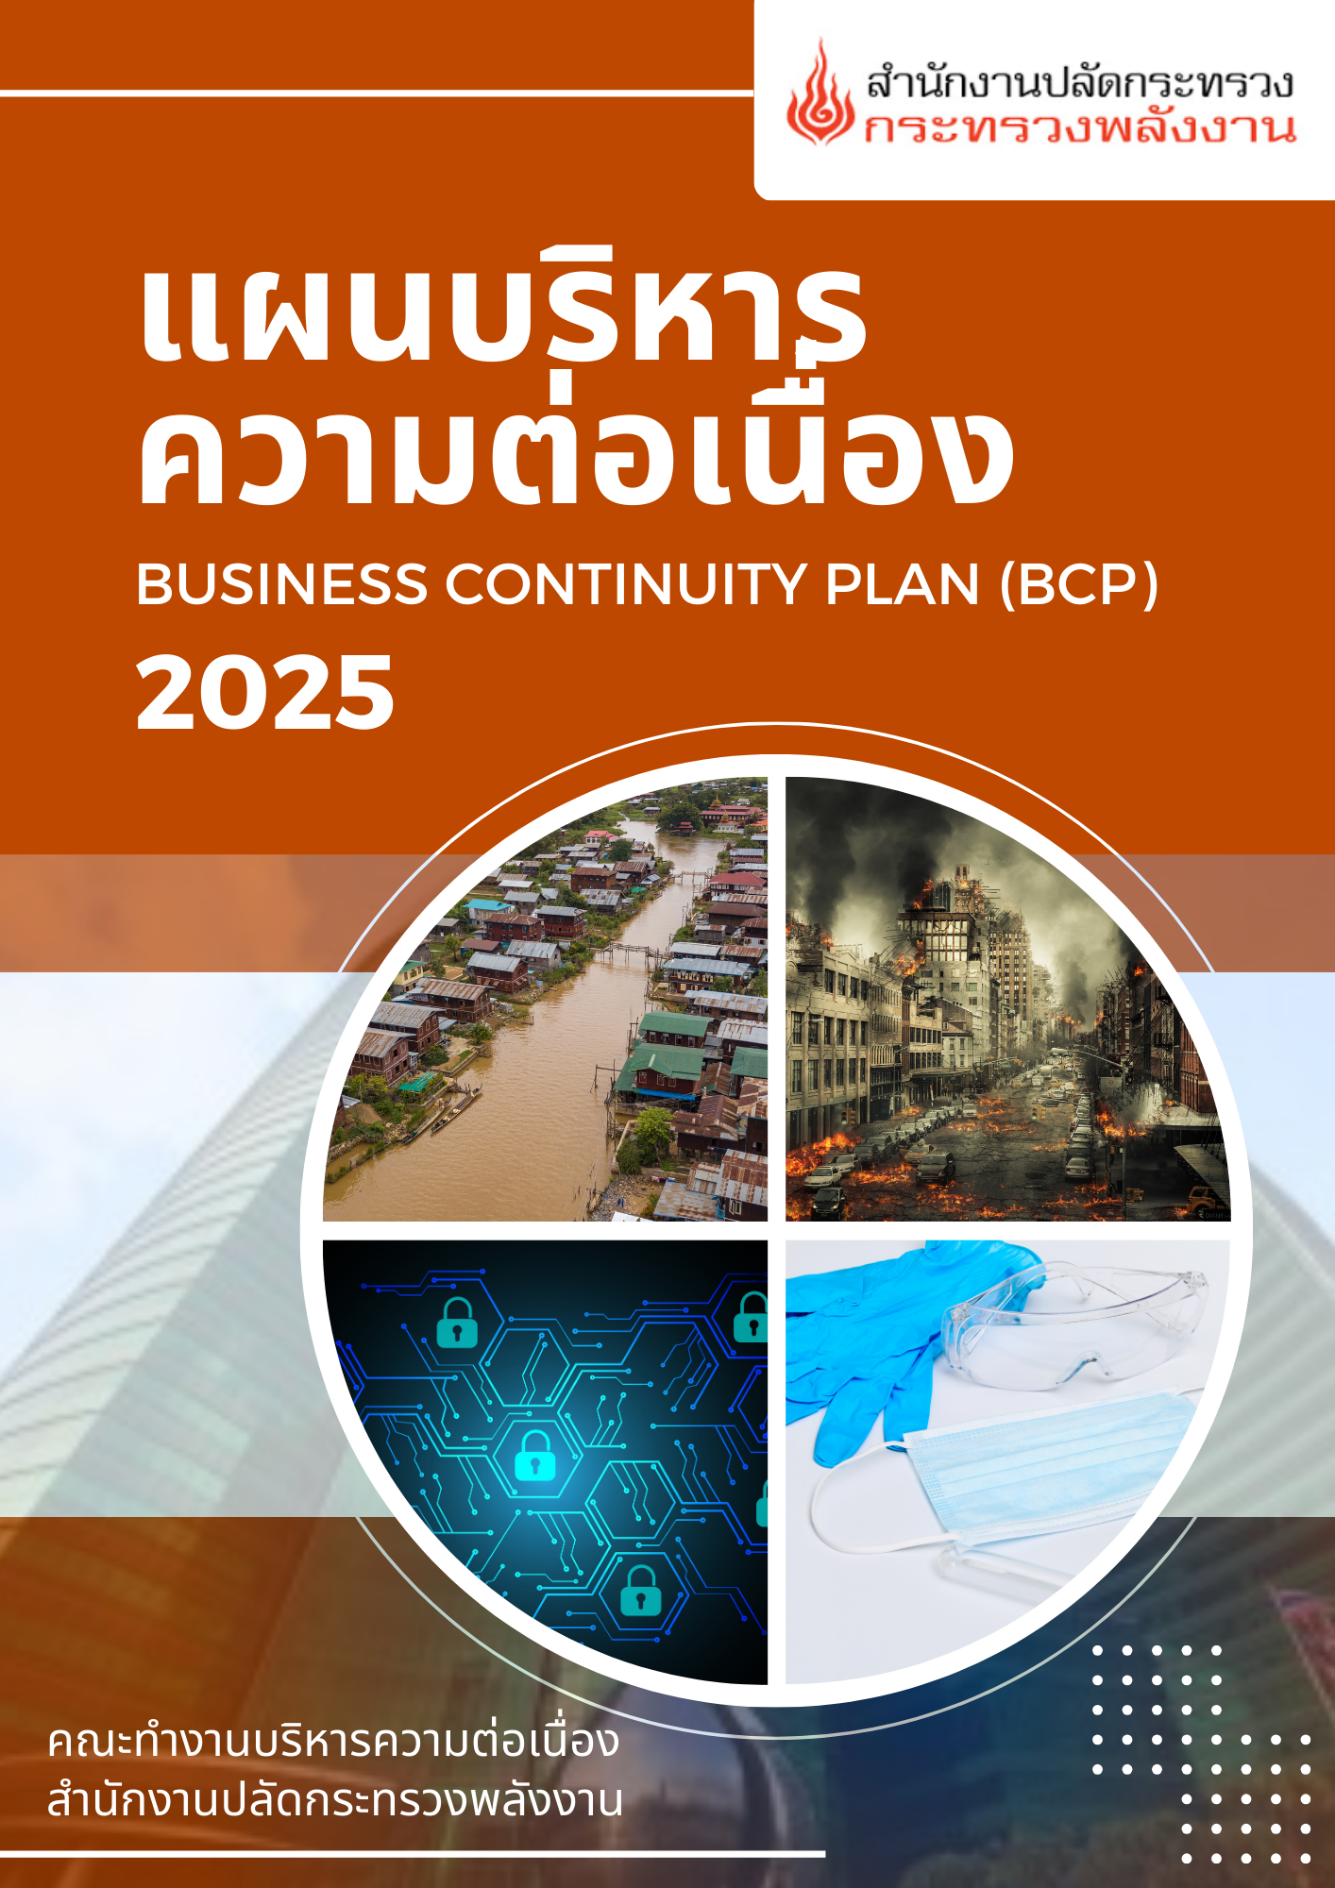 สำนักงานปลัดกระทรวง
กระทรวงพลังงาน
แผนบริหาร
ความต่อเนื่อง
BUSINESS CONTINUITY PLAN (BCP)
2025
คณะทำงานบริหารความต่อเนื่อง
สำนักงานปลัดกระทรวงพลังงาน